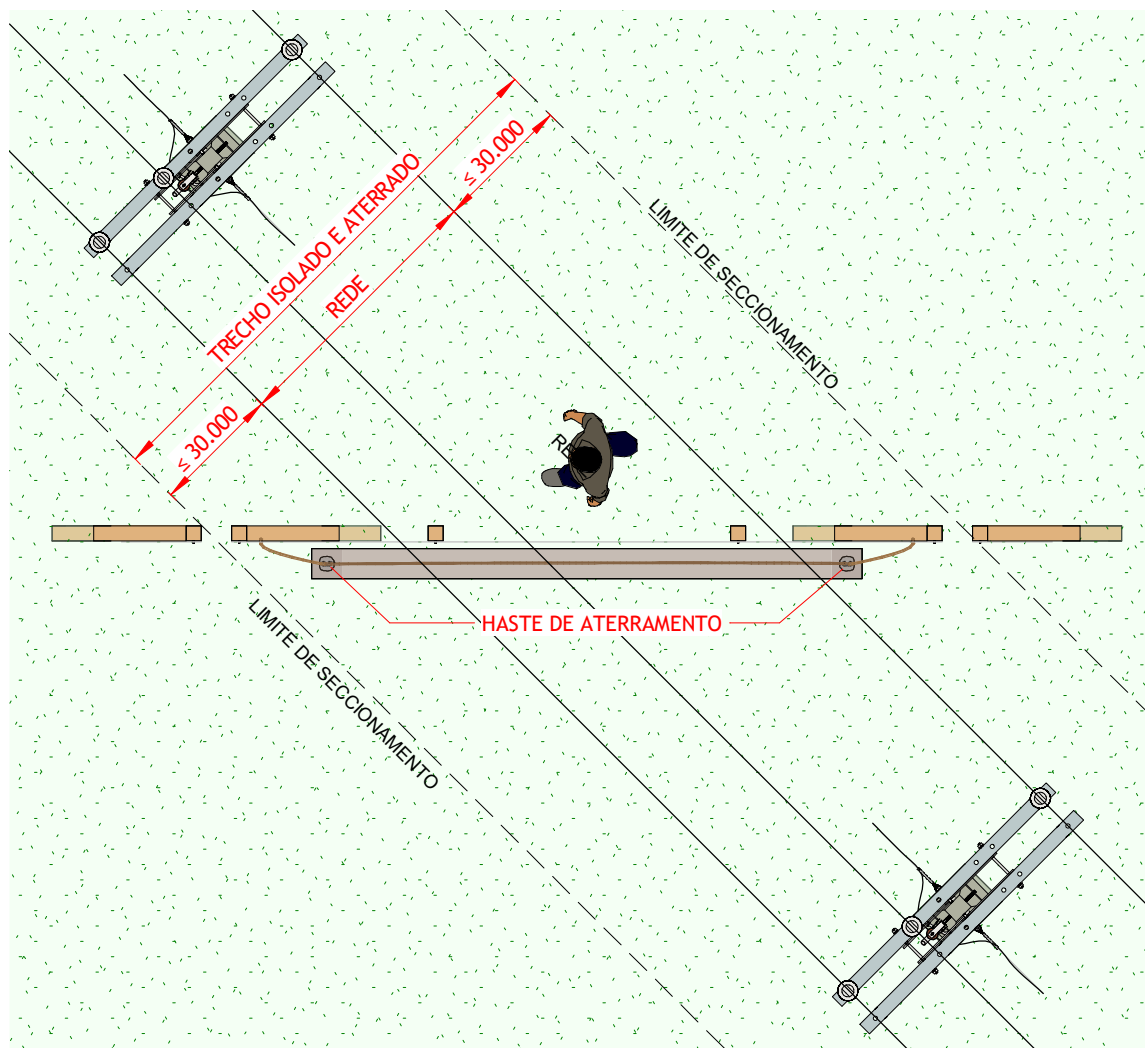 ≤ 30.000
TRECHO ISOLADO E ATERRADO
REDE
≤ 30.000
LIMITE DE SECCIONAMENTO
HASTE DE ATERRAMENTO
LIMITE DE SECCIONAMENTO